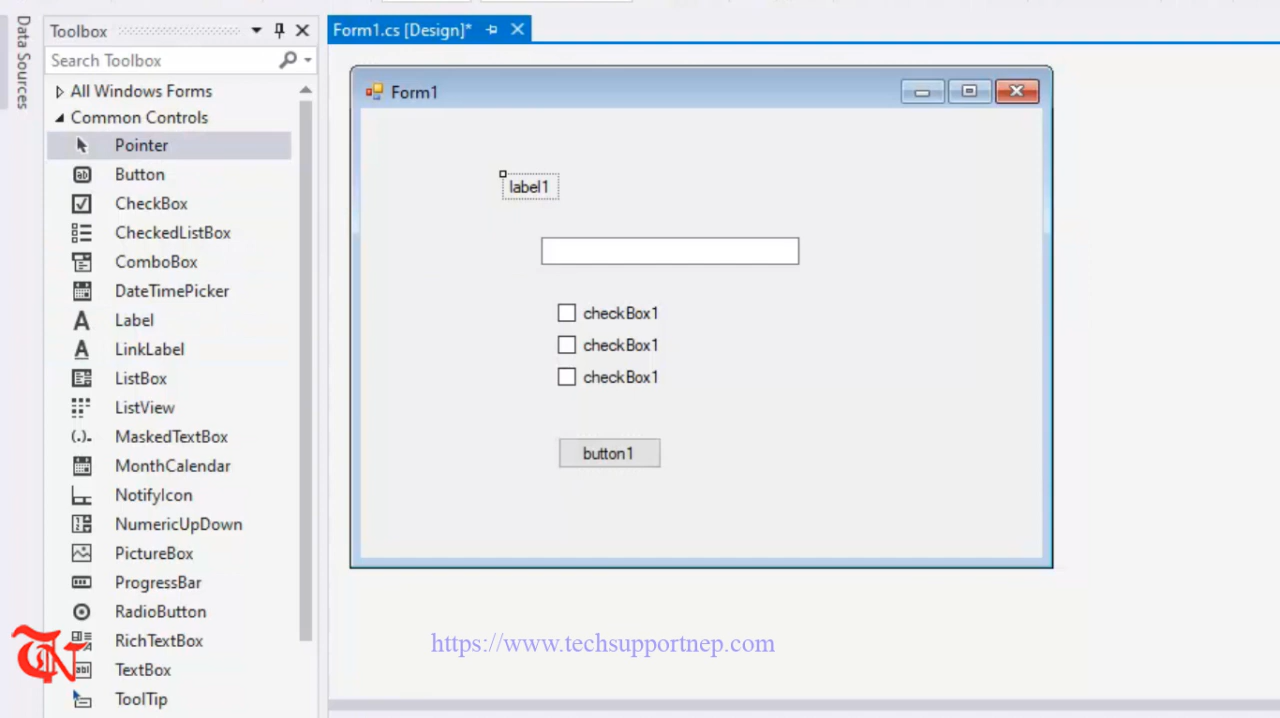 Data Sources
Toolbox
Search Toolbox
All Windows Forms
Common Controls
Pointer
Button
CheckBox
CheckedListBox
ComboBox
DateTimePicker
Label
LinkLabel
ListBox
ListView
MaskedTextBox
MonthCalendar
NotifyIcon
NumericUpDown
PictureBox
ProgressBar
RadioButton
RichTextBox
TextBox
ToolTip
Form1.cs [Design]*
Form1
label1
checkBox1
checkBox1
checkBox1
button1
https://www.techsupportnep.com
TN